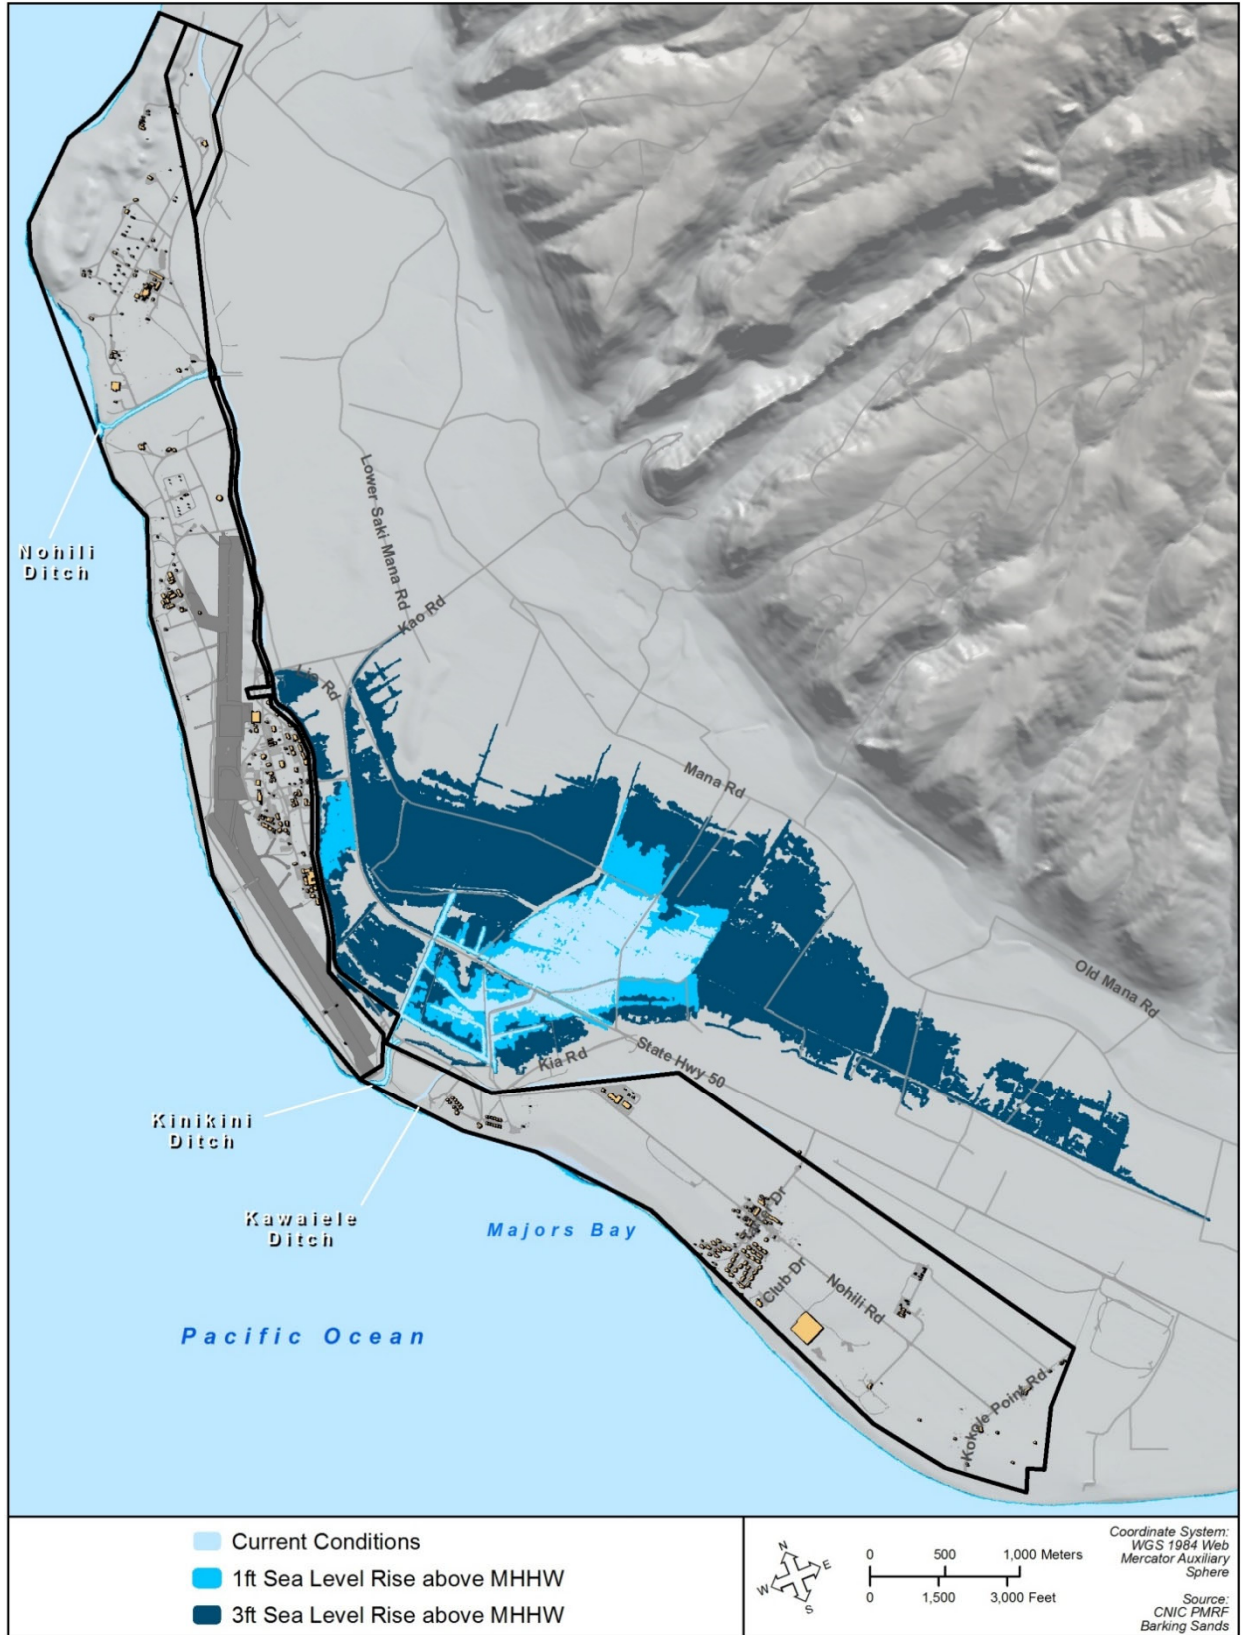 Lower Saki Mana Rd
Kao Rd
Nohili
Ditch
Lio Rd
Mana Rd
Old Mana Rd
State Hwy 50
Kia Rd
Kinikini
Ditch
Kawaiele
Ditch
Majors Bay
Dr
Club Dr
Nohili Rd
Pacific Ocean
Kokole Point Rd
Current Conditions
1ft Sea Level Rise above MHHW
3ft Sea Level Rise above MHHW
N
E
W
S
0 500 1,000 Meters
0 1,500 3,000 Feet
Coordinate System:
WGS 1984 Web
Mercator Auxiliary
Sphere
Source:
CNIC PMRF
Barking Sands